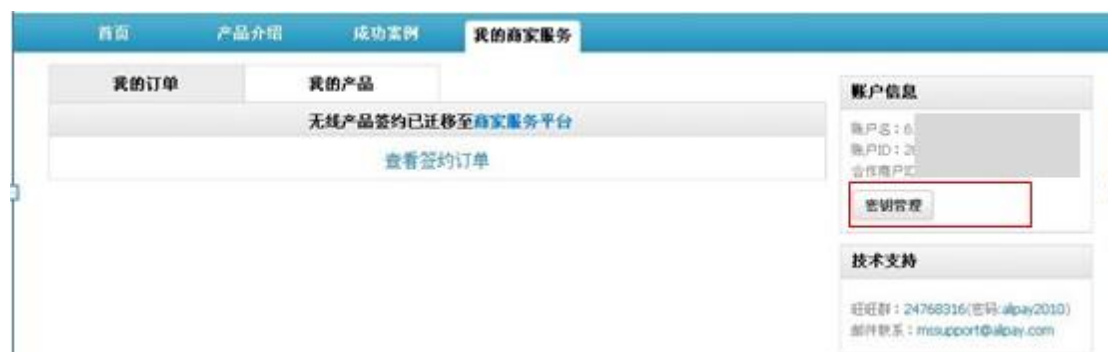 首页 产品介绍 成功案例 我的商家服务
我的订单 我的产品
无线产品签约已迁移至商家服务平台
查看签约订单
账户信息
账户名：6
账户ID：20
合作商户ID
密钥管理
技术支持
旺旺群：24768316(密码:alipay2010)
邮件联系：mssupport@alipay.com